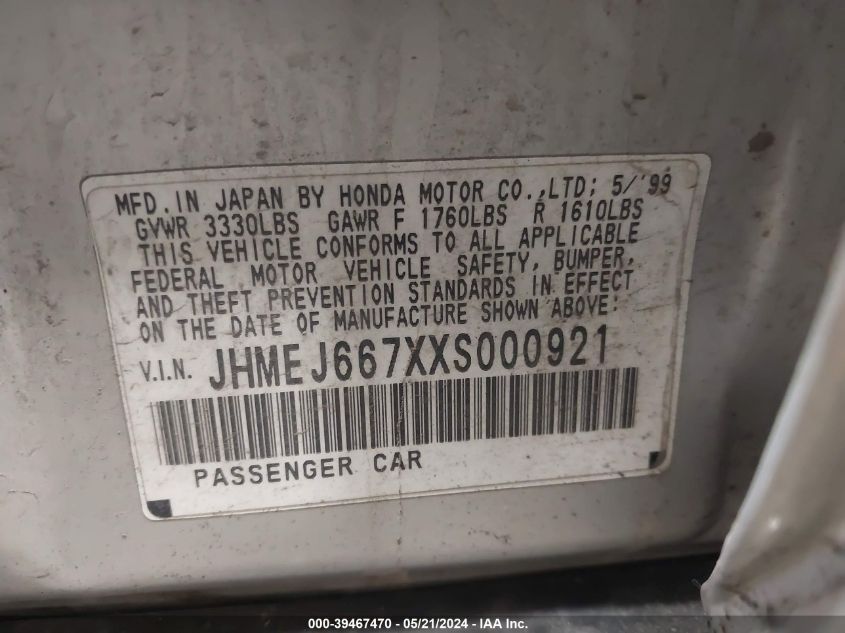 MFD. IN JAPAN BY HONDA MOTOR CO.,LTD; 5/'99
GVWR 3330LBS GAWR F 1760LBS R 1610LBS
THIS VEHICLE CONFORMS TO ALL APPLICABLE
FEDERAL MOTOR VEHICLE SAFETY, BUMPER,
AND THEFT PREVENTION STANDARDS IN EFFECT
ON THE DATE OF MANUFACTURE SHOWN ABOVE:
V.I.N. JHMEJ667XXS000921
PASSENGER CAR
000-39467470 - 05/21/2024 - IAA Inc.